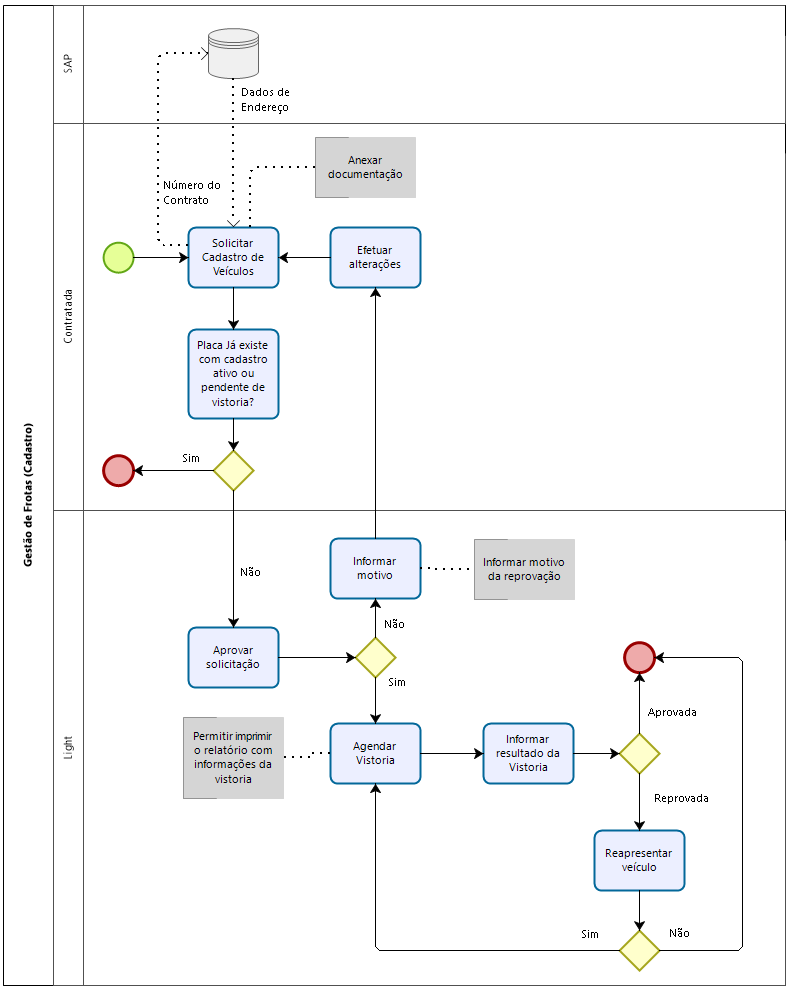 Gestão de Frotas (Cadastro)
SAP
Dados de
Endereço
Contratada
Anexar
documentação
Número do
Contrato
Solicitar
Cadastro de
Veículos
Efetuar
alterações
Placa Já existe
com cadastro
ativo ou
pendente de
vistoria?
Sim
Light
Não
Informar
motivo
Informar motivo
da reprovação
Não
Aprovar
solicitação
Sim
Aprovada
Permitir imprimir
o relatório com
informações da
vistoria
Agendar
Vistoria
Informar
resultado da
Vistoria
Reprovada
Reapresentar
veículo
Sim
Não